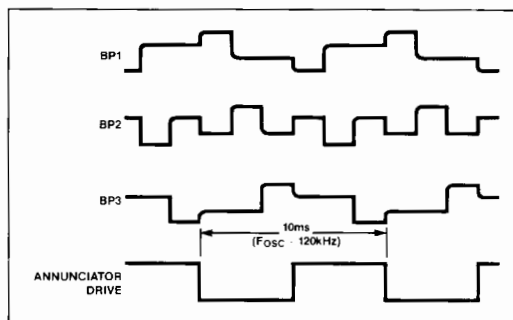 BP1
BP2
BP3
10ms
(FOSC - 120kHz)
ANNUNCIATOR
DRIVE